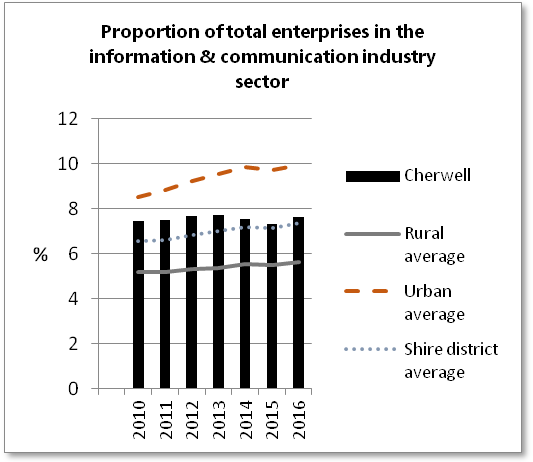 Proportion of total enterprises in the
information & communication industry
sector
12
10
8
6
4
2
0
%
2010
2011
2012
2013
2014
2015
2016
Cherwell
Rural
average
Urban
average
Shire district
average